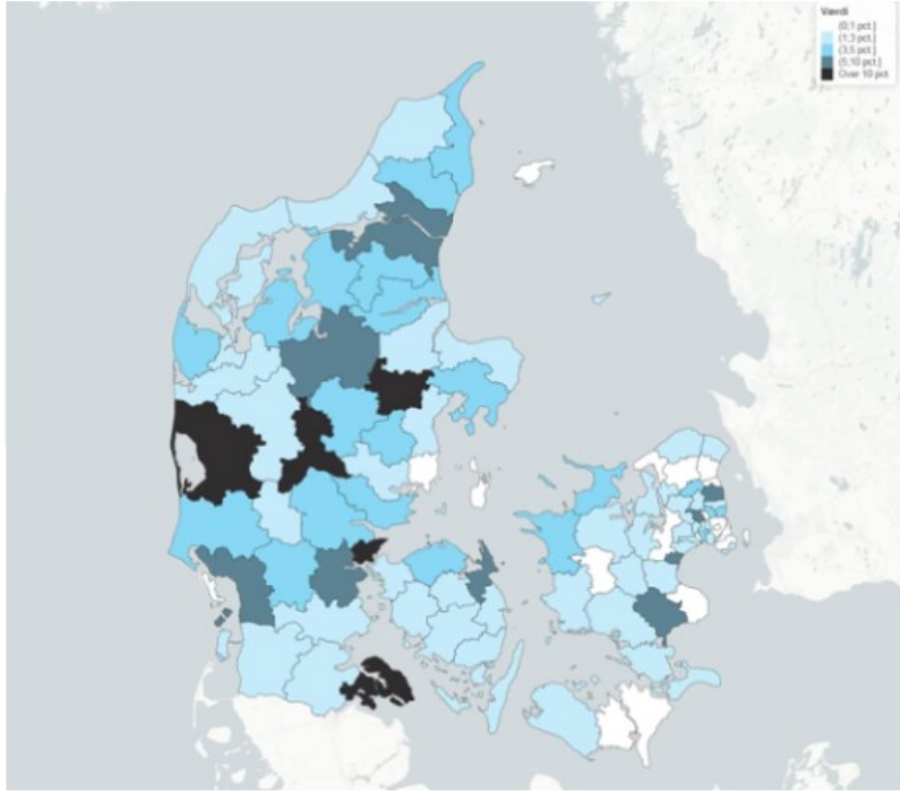 Værdi
(0;1 pct.]
(1;3 pct.]
(3;5 pct.]
(5;10 pct.]
Over 10 pct.